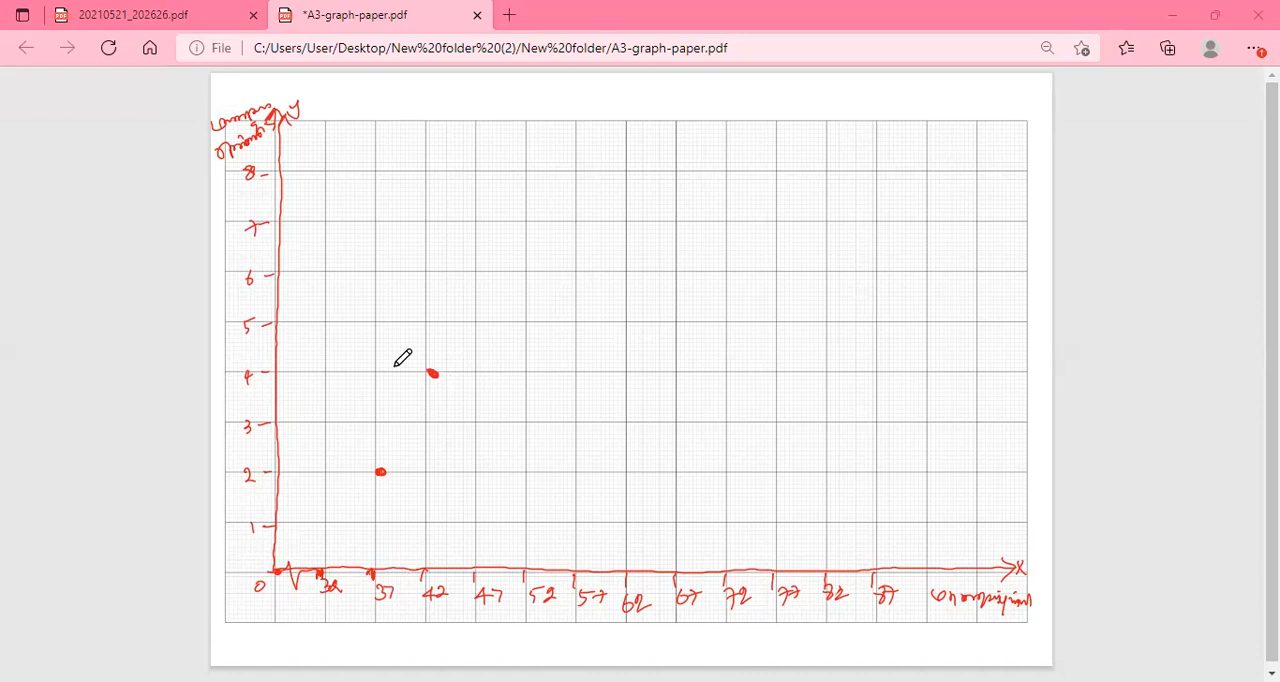 20210521_202626.pdf
*A3-graph-paper.pdf
File
C:/Users/User/Desktop/New%20folder%20(2)/New%20folder/A3-graph-paper.pdf
Y
8
7
6
5
4
3
2
1
0 32 37 42 47 52 57 62 67 72 77 82 87
X